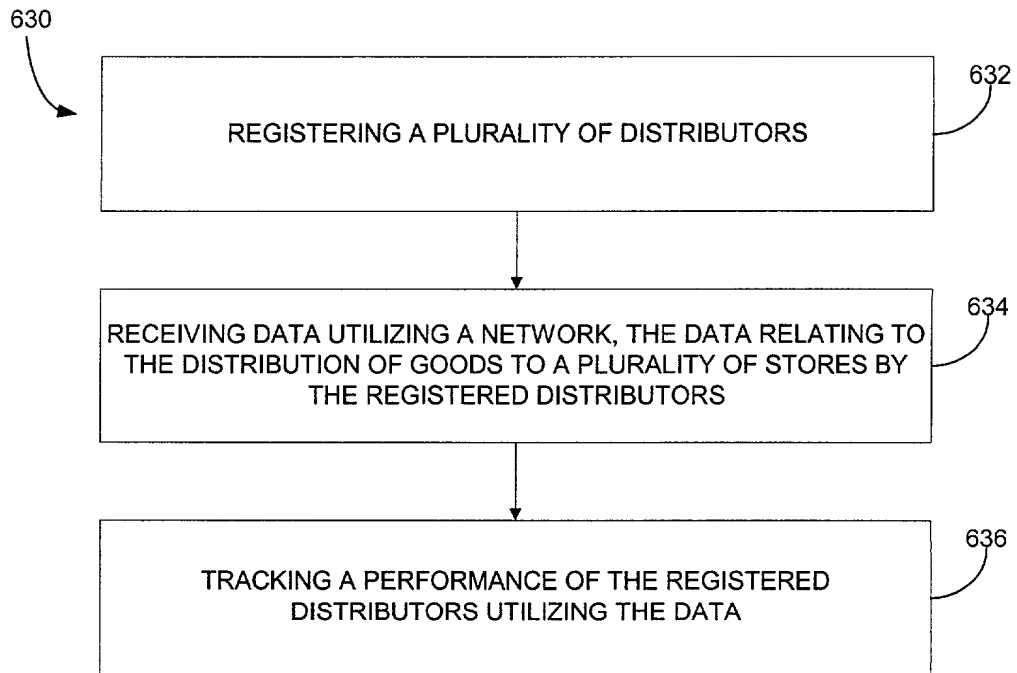 630
632
REGISTERING A PLURALITY OF DISTRIBUTORS
634
RECEIVING DATA UTILIZING A NETWORK, THE DATA RELATING TO
THE DISTRIBUTION OF GOODS TO A PLURALITY OF STORES BY
THE REGISTERED DISTRIBUTORS
636
TRACKING A PERFORMANCE OF THE REGISTERED
DISTRIBUTORS UTILIZING THE DATA